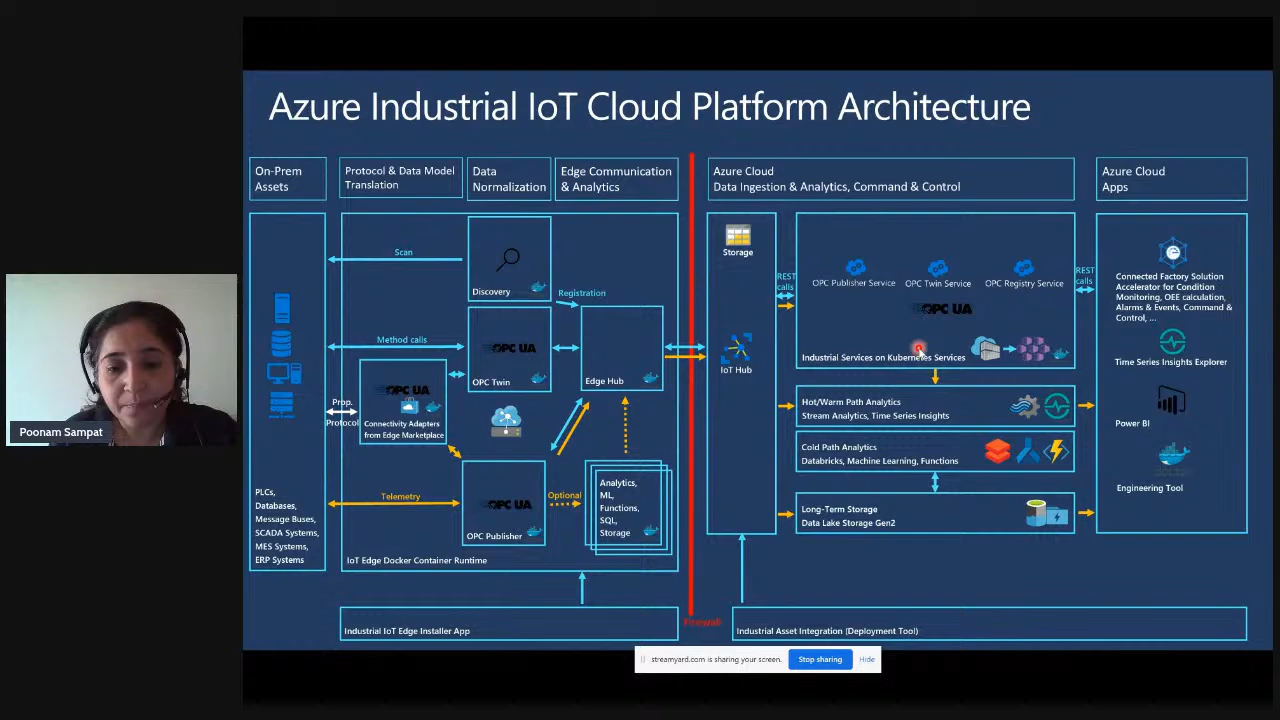 Azure Industrial IoT Cloud Platform Architecture
On-Prem
Assets
Protocol & Data Model
Translation
Data
Normalization
Edge Communication
& Analytics
Azure Cloud
Data Ingestion & Analytics, Command & Control
Azure Cloud
Apps
Scan
Discovery
Registration
Method calls
OPC UA
OPC Twin
Edge Hub
Prop.
Protocol
OPC UA
Connectivity Adapters
from Edge Marketplace
Telemetry
OPC UA
OPC Publisher
Optional
Analytics,
ML,
Functions,
SQL,
Storage
PLCs,
Databases,
Message Buses,
SCADA Systems,
MES Systems,
ERP Systems
IoT Edge Docker Container Runtime
Industrial IoT Edge Installer App
Firewall
Storage
IoT Hub
REST
calls
OPC Publisher Service
OPC Twin Service
OPC Registry Service
OPC UA
Industrial Services on Kubernetes Services
REST
calls
Hot/Warm Path Analytics
Stream Analytics, Time Series Insights
Cold Path Analytics
Databricks, Machine Learning, Functions
Long-Term Storage
Data Lake Storage Gen2
Connected Factory Solution
Accelerator for Condition
Monitoring, OEE calculation,
Alarms & Events, Command &
Control, ...
Time Series Insights Explorer
Power BI
Engineering Tool
Industrial Asset Integration (Deployment Tool)
Poonam Sampat
streamyard.com is sharing your screen.
Stop sharing
Hide